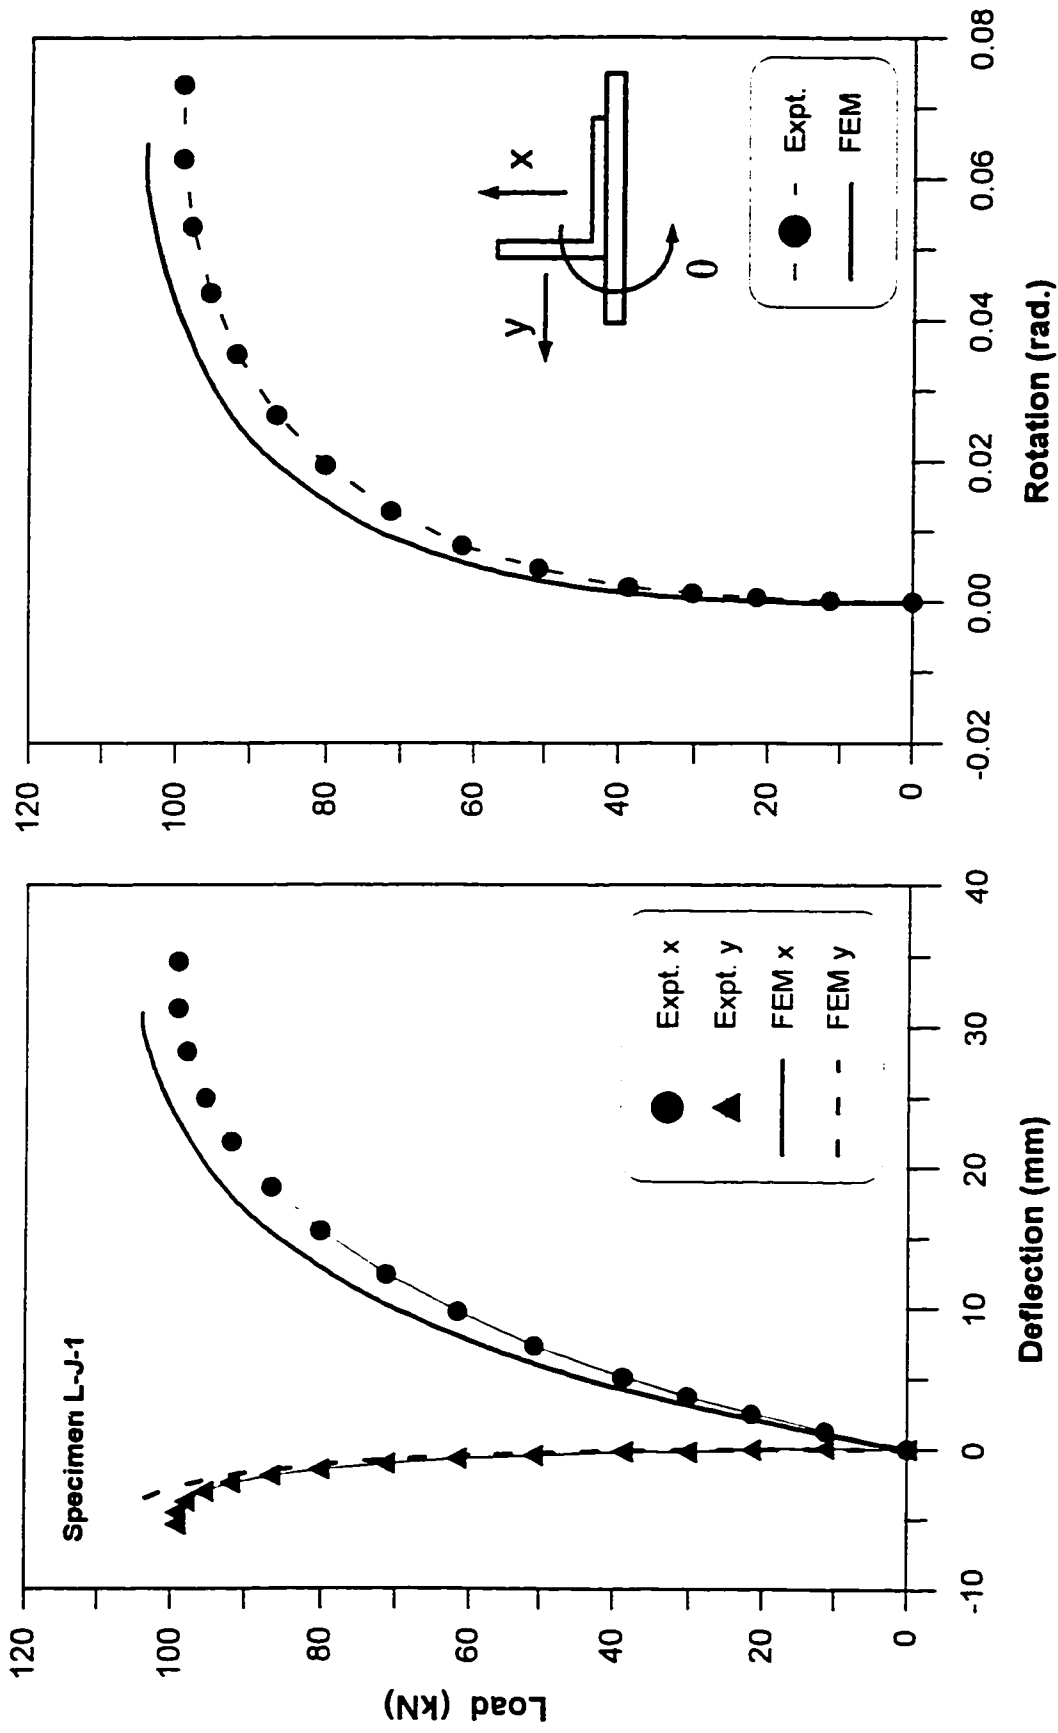 Specimen L-J-1
Load (kN)
120
100
80
60
40
20
0
-10
0
10
20
30
40
Deflection (mm)
Expt. x
Expt. y
FEM x
FEM y
120
100
80
60
40
20
0
-0.02
0.00
0.02
0.04
0.06
0.08
Rotation (rad.)
y
x
θ
Expt.
FEM